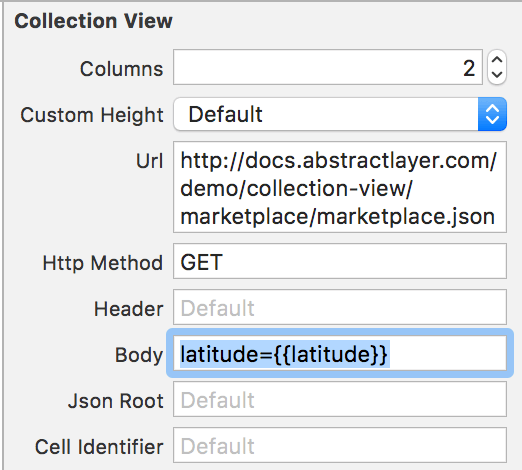 Collection View
Columns 2
Custom Height Default
Url http://docs.abstractlayer.com/
demo/collection-view/
marketplace/marketplace.json
Http Method GET
Header Default
Body latitude={{latitude}}
Json Root Default
Cell Identifier Default